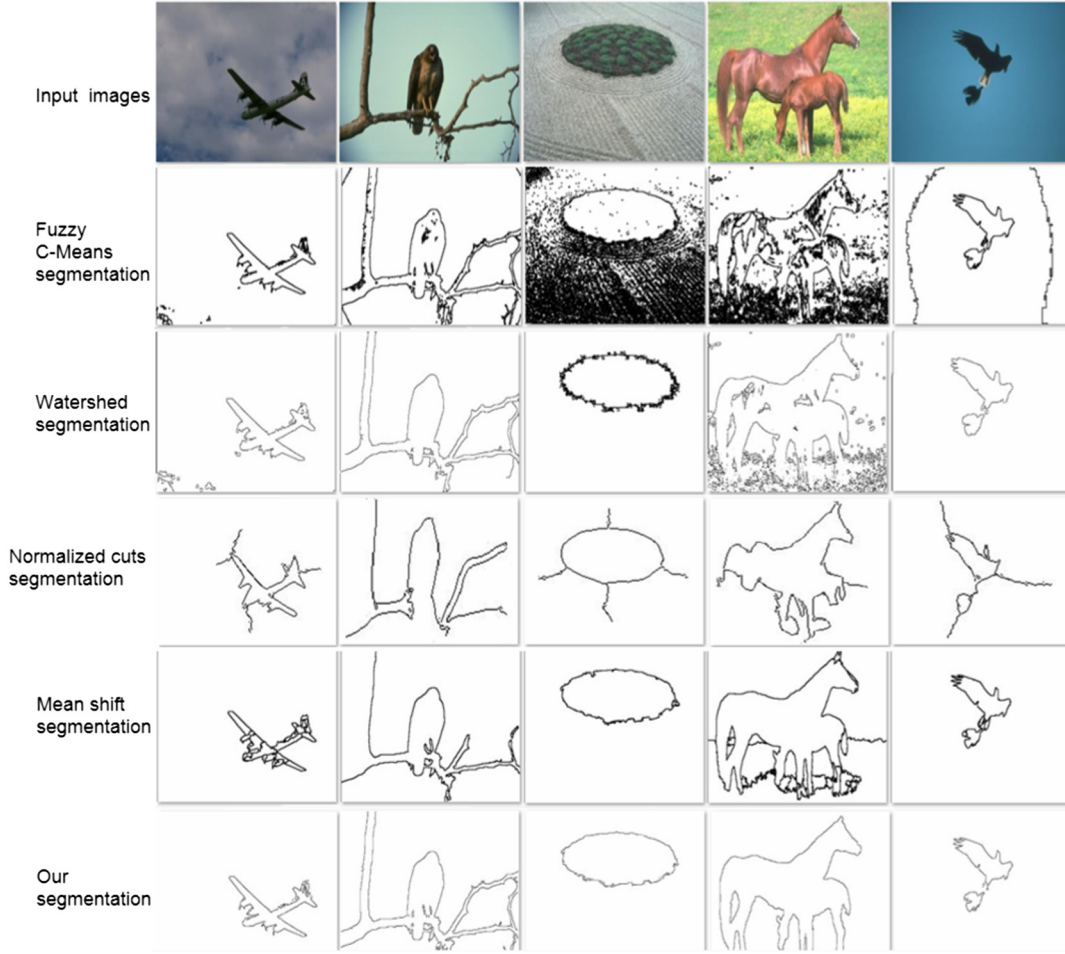 Input images
Fuzzy
C-Means
segmentation
Watershed
segmentation
Normalized cuts
segmentation
Mean shift
segmentation
Our
segmentation